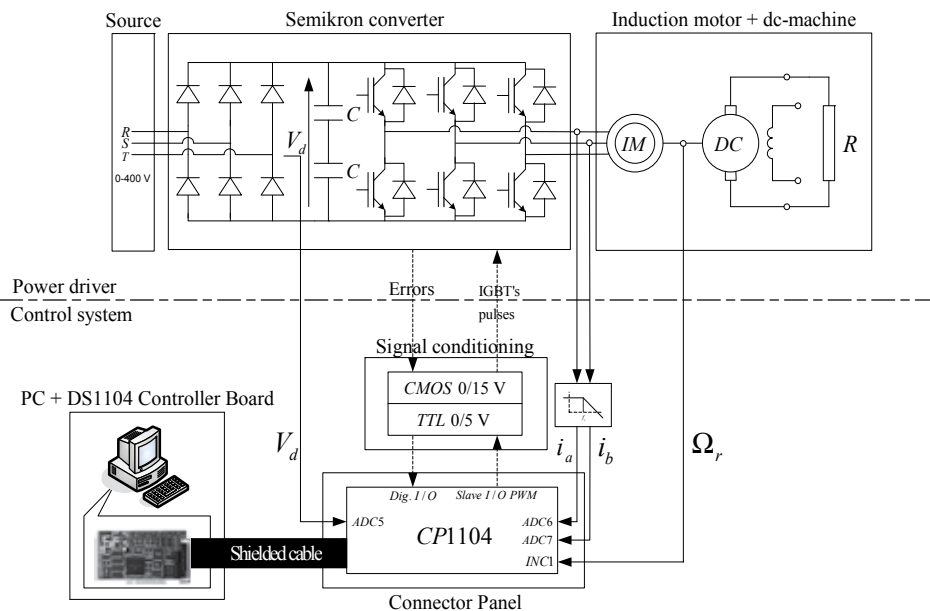 Source
Semikron converter
Induction motor + dc-machine
R
S
T
0-400 V
V_d
C
C
IM
DC
R
Power driver
Control system
Errors
IGBT's
pulses
Signal conditioning
CMOS 0/15 V
TTL 0/5 V
PC + DS1104 Controller Board
V_d
i_a
i_b
Ω_r
Dig. I / O
Slave I / O PWM
ADC5
CP1104
ADC6
ADC7
INC1
Shielded cable
Connector Panel